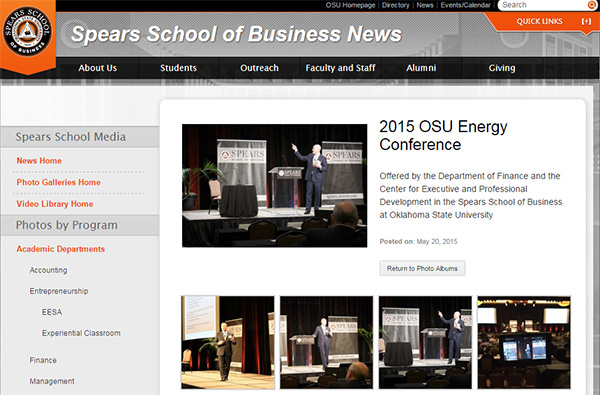 OSU Homepage | Directory | News | Events/Calendar | Search
SPEARS SCHOOL
OF BUSINESS
QUICK LINKS [+]
Spears School of Business News
About Us Students Outreach Faculty and Staff Alumni Giving
Spears School Media
News Home
Photo Galleries Home
Video Library Home
Photos by Program
Academic Departments
Accounting
Entrepreneurship
EESA
Experiential Classroom
Finance
Management
SPEARS
SPEARS
2015 OSU Energy
Conference
Offered by the Department of Finance and the
Center for Executive and Professional
Development in the Spears School of Business
at Oklahoma State University
Posted on: May 20, 2015
Return to Photo Albums
SPEARS
SPEARS